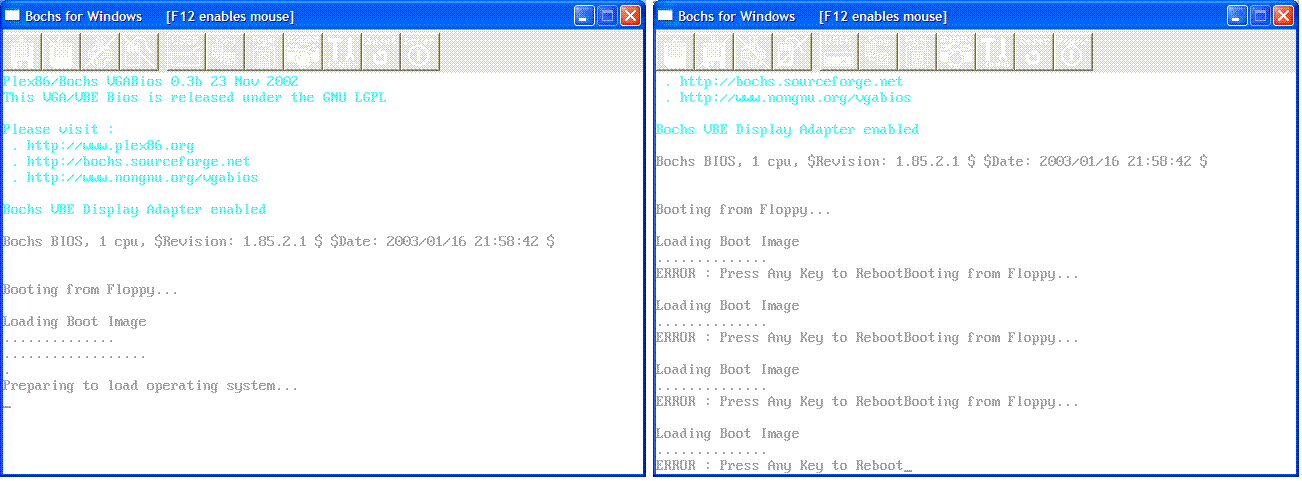 Bochs for Windows [F12 enables mouse]
Plex86/Bochs VGABios 0.3b 23 Nov 2002
This VGA/VBE Bios is released under the GNU LGPL
Please visit :
. http://www.plex86.org
. http://bochs.sourceforge.net
. http://www.nongnu.org/vgabios
Bochs VBE Display Adapter enabled
Bochs BIOS, 1 cpu, $Revision: 1.85.2.1 $ $Date: 2003/01/16 21:58:42 $
Booting from Floppy...
Loading Boot Image
..............
..................
.
Preparing to load operating system...
_
Bochs for Windows [F12 enables mouse]
. http://bochs.sourceforge.net
. http://www.nongnu.org/vgabios
Bochs VBE Display Adapter enabled
Bochs BIOS, 1 cpu, $Revision: 1.85.2.1 $ $Date: 2003/01/16 21:58:42 $
Booting from Floppy...
Loading Boot Image
..............
ERROR : Press Any Key to RebootBooting from Floppy...
Loading Boot Image
..............
ERROR : Press Any Key to RebootBooting from Floppy...
Loading Boot Image
..............
ERROR : Press Any Key to RebootBooting from Floppy...
Loading Boot Image
..............
ERROR : Press Any Key to Reboot_